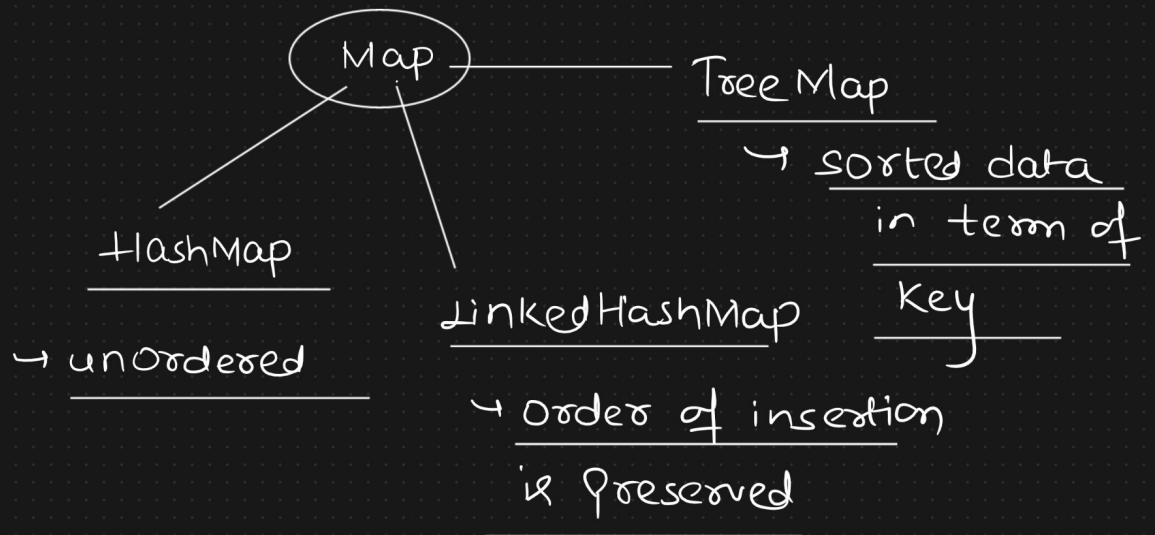 Map
HashMap
→ unordered
LinkedHashMap
→ order of insertion
is preserved
TreeMap
→ sorted data
in term of
Key